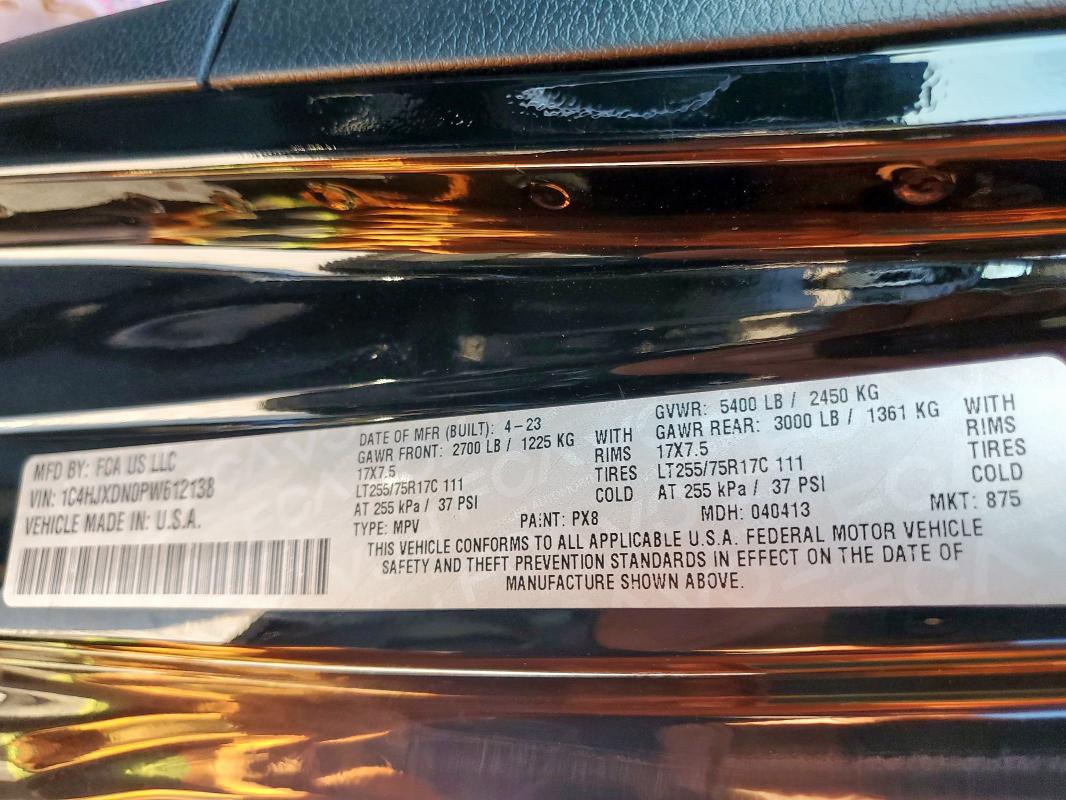 MFD BY: FCA US LLC
VIN: 1C4HJXDN0PW612138
VEHICLE MADE IN: U.S.A.
DATE OF MFR (BUILT): 4-23
GAWR FRONT: 2700 LB / 1225 KG WITH
17X7.5 RIMS
LT255/75R17C 111 TIRES
AT 255 kPa / 37 PSI COLD
GVWR: 5400 LB / 2450 KG
GAWR REAR: 3000 LB / 1361 KG WITH
17X7.5 RIMS
LT255/75R17C 111 TIRES
AT 255 kPa / 37 PSI COLD
TYPE: MPV PAINT: PX8 MDH: 040413 MKT: 875
THIS VEHICLE CONFORMS TO ALL APPLICABLE U.S.A. FEDERAL MOTOR VEHICLE
SAFETY AND THEFT PREVENTION STANDARDS IN EFFECT ON THE DATE OF
MANUFACTURE SHOWN ABOVE.